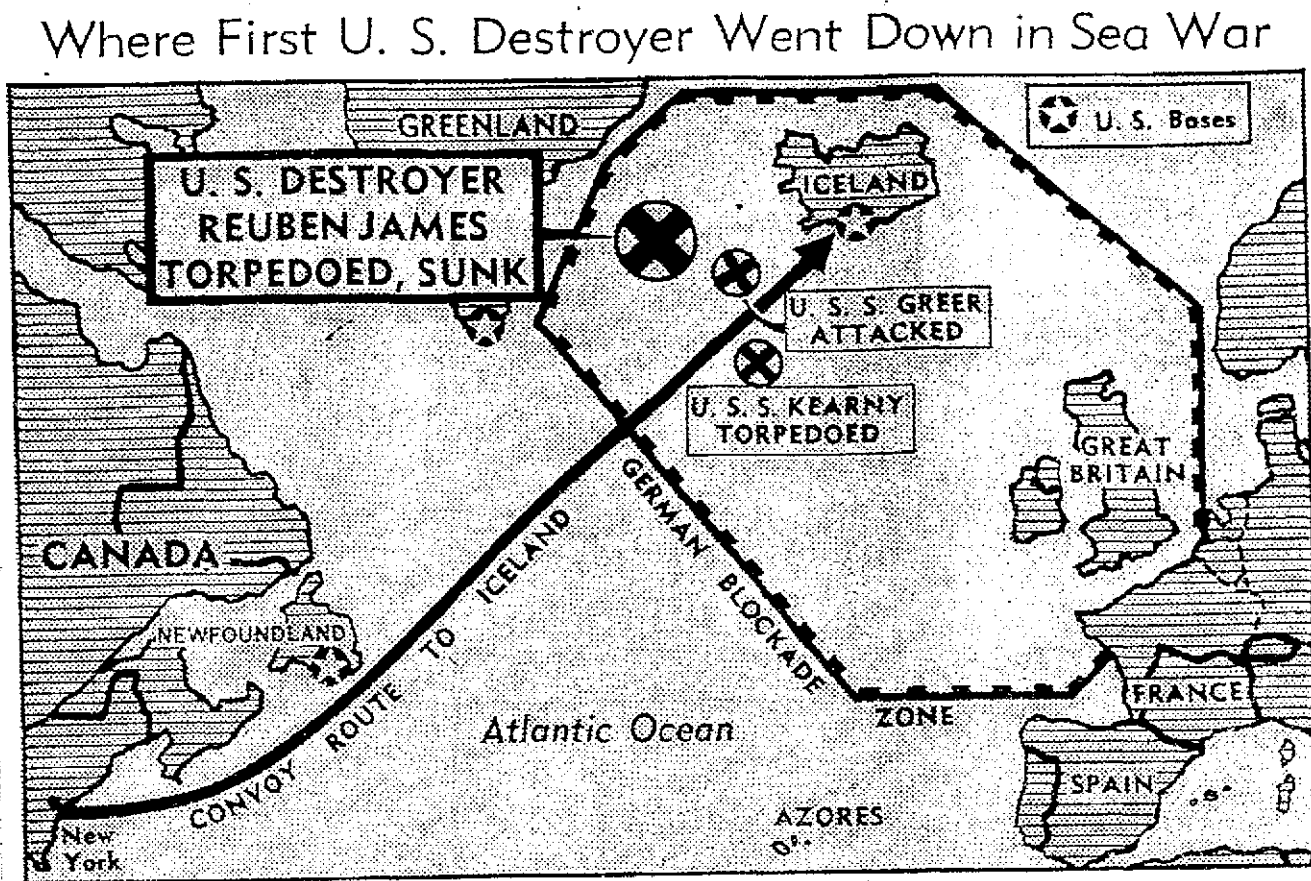 Where First U. S. Destroyer Went Down in Sea War
GREENLAND
U. S. Bases
U. S. DESTROYER
REUBEN JAMES
TORPEDOED, SUNK
ICELAND
U. S. S. GREER
ATTACKED
U. S. S. KEARNY
TORPEDOED
GREAT
BRITAIN
GERMAN BLOCKADE ZONE
CANADA
NEWFOUNDLAND
CONVOY ROUTE TO ICELAND
FRANCE
Atlantic Ocean
SPAIN
AZORES
New
York